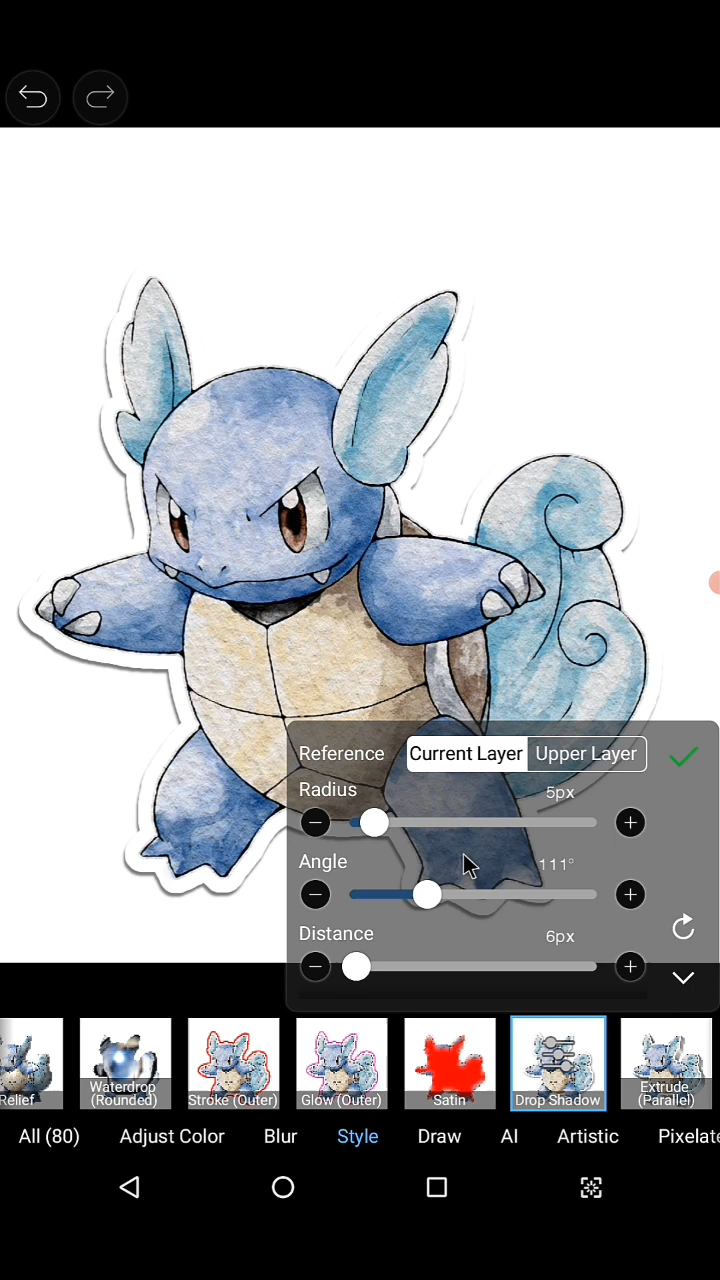 Reference
Current Layer
Upper Layer
Radius
5px
Angle
111°
Distance
6px
Relief
Waterdrop
(Rounded)
Stroke (Outer)
Glow (Outer)
Satin
Drop Shadow
Extrude
(Parallel)
All (80)
Adjust Color
Blur
Style
Draw
AI
Artistic
Pixelate